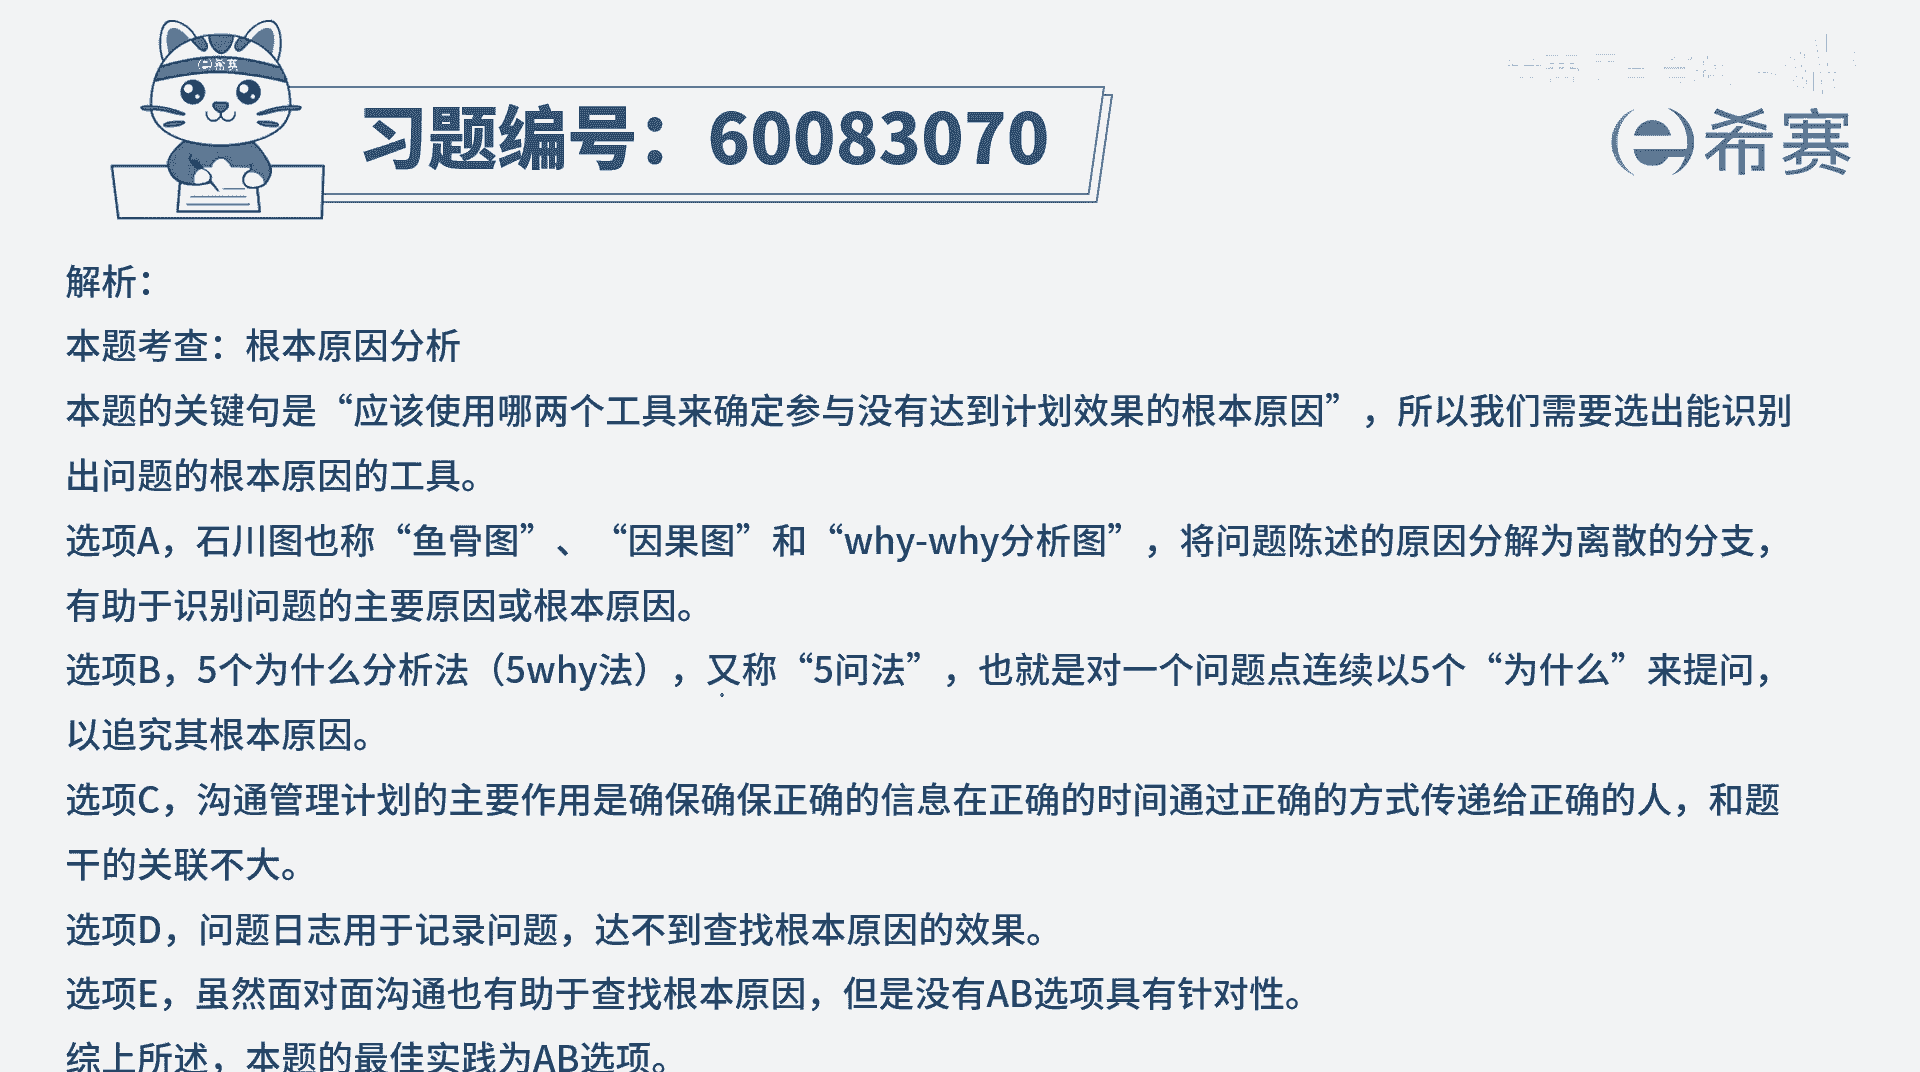 e希赛
习题编号：60083070
e希赛
解析：
本题考查：根本原因分析
本题的关键句是“应该使用哪两个工具来确定参与没有达到计划效果的根本原因”，所以我们需要选出能识别
出问题的根本原因的工具。
选项A，石川图也称“鱼骨图”、“因果图”和“why-why分析图”，将问题陈述的原因分解为离散的分支，
有助于识别问题的主要原因或根本原因。
选项B，5个为什么分析法（5why法），又称“5问法”，也就是对一个问题点连续以5个“为什么”来提问，
以追究其根本原因。
选项C，沟通管理计划的主要作用是确保确保正确的信息在正确的时间通过正确的方式传递给正确的人，和题
干的关联不大。
选项D，问题日志用于记录问题，达不到查找根本原因的效果。
选项E，虽然面对面沟通也有助于查找根本原因，但是没有AB选项具有针对性。
综上所述，本题的最佳实践为AB选项。